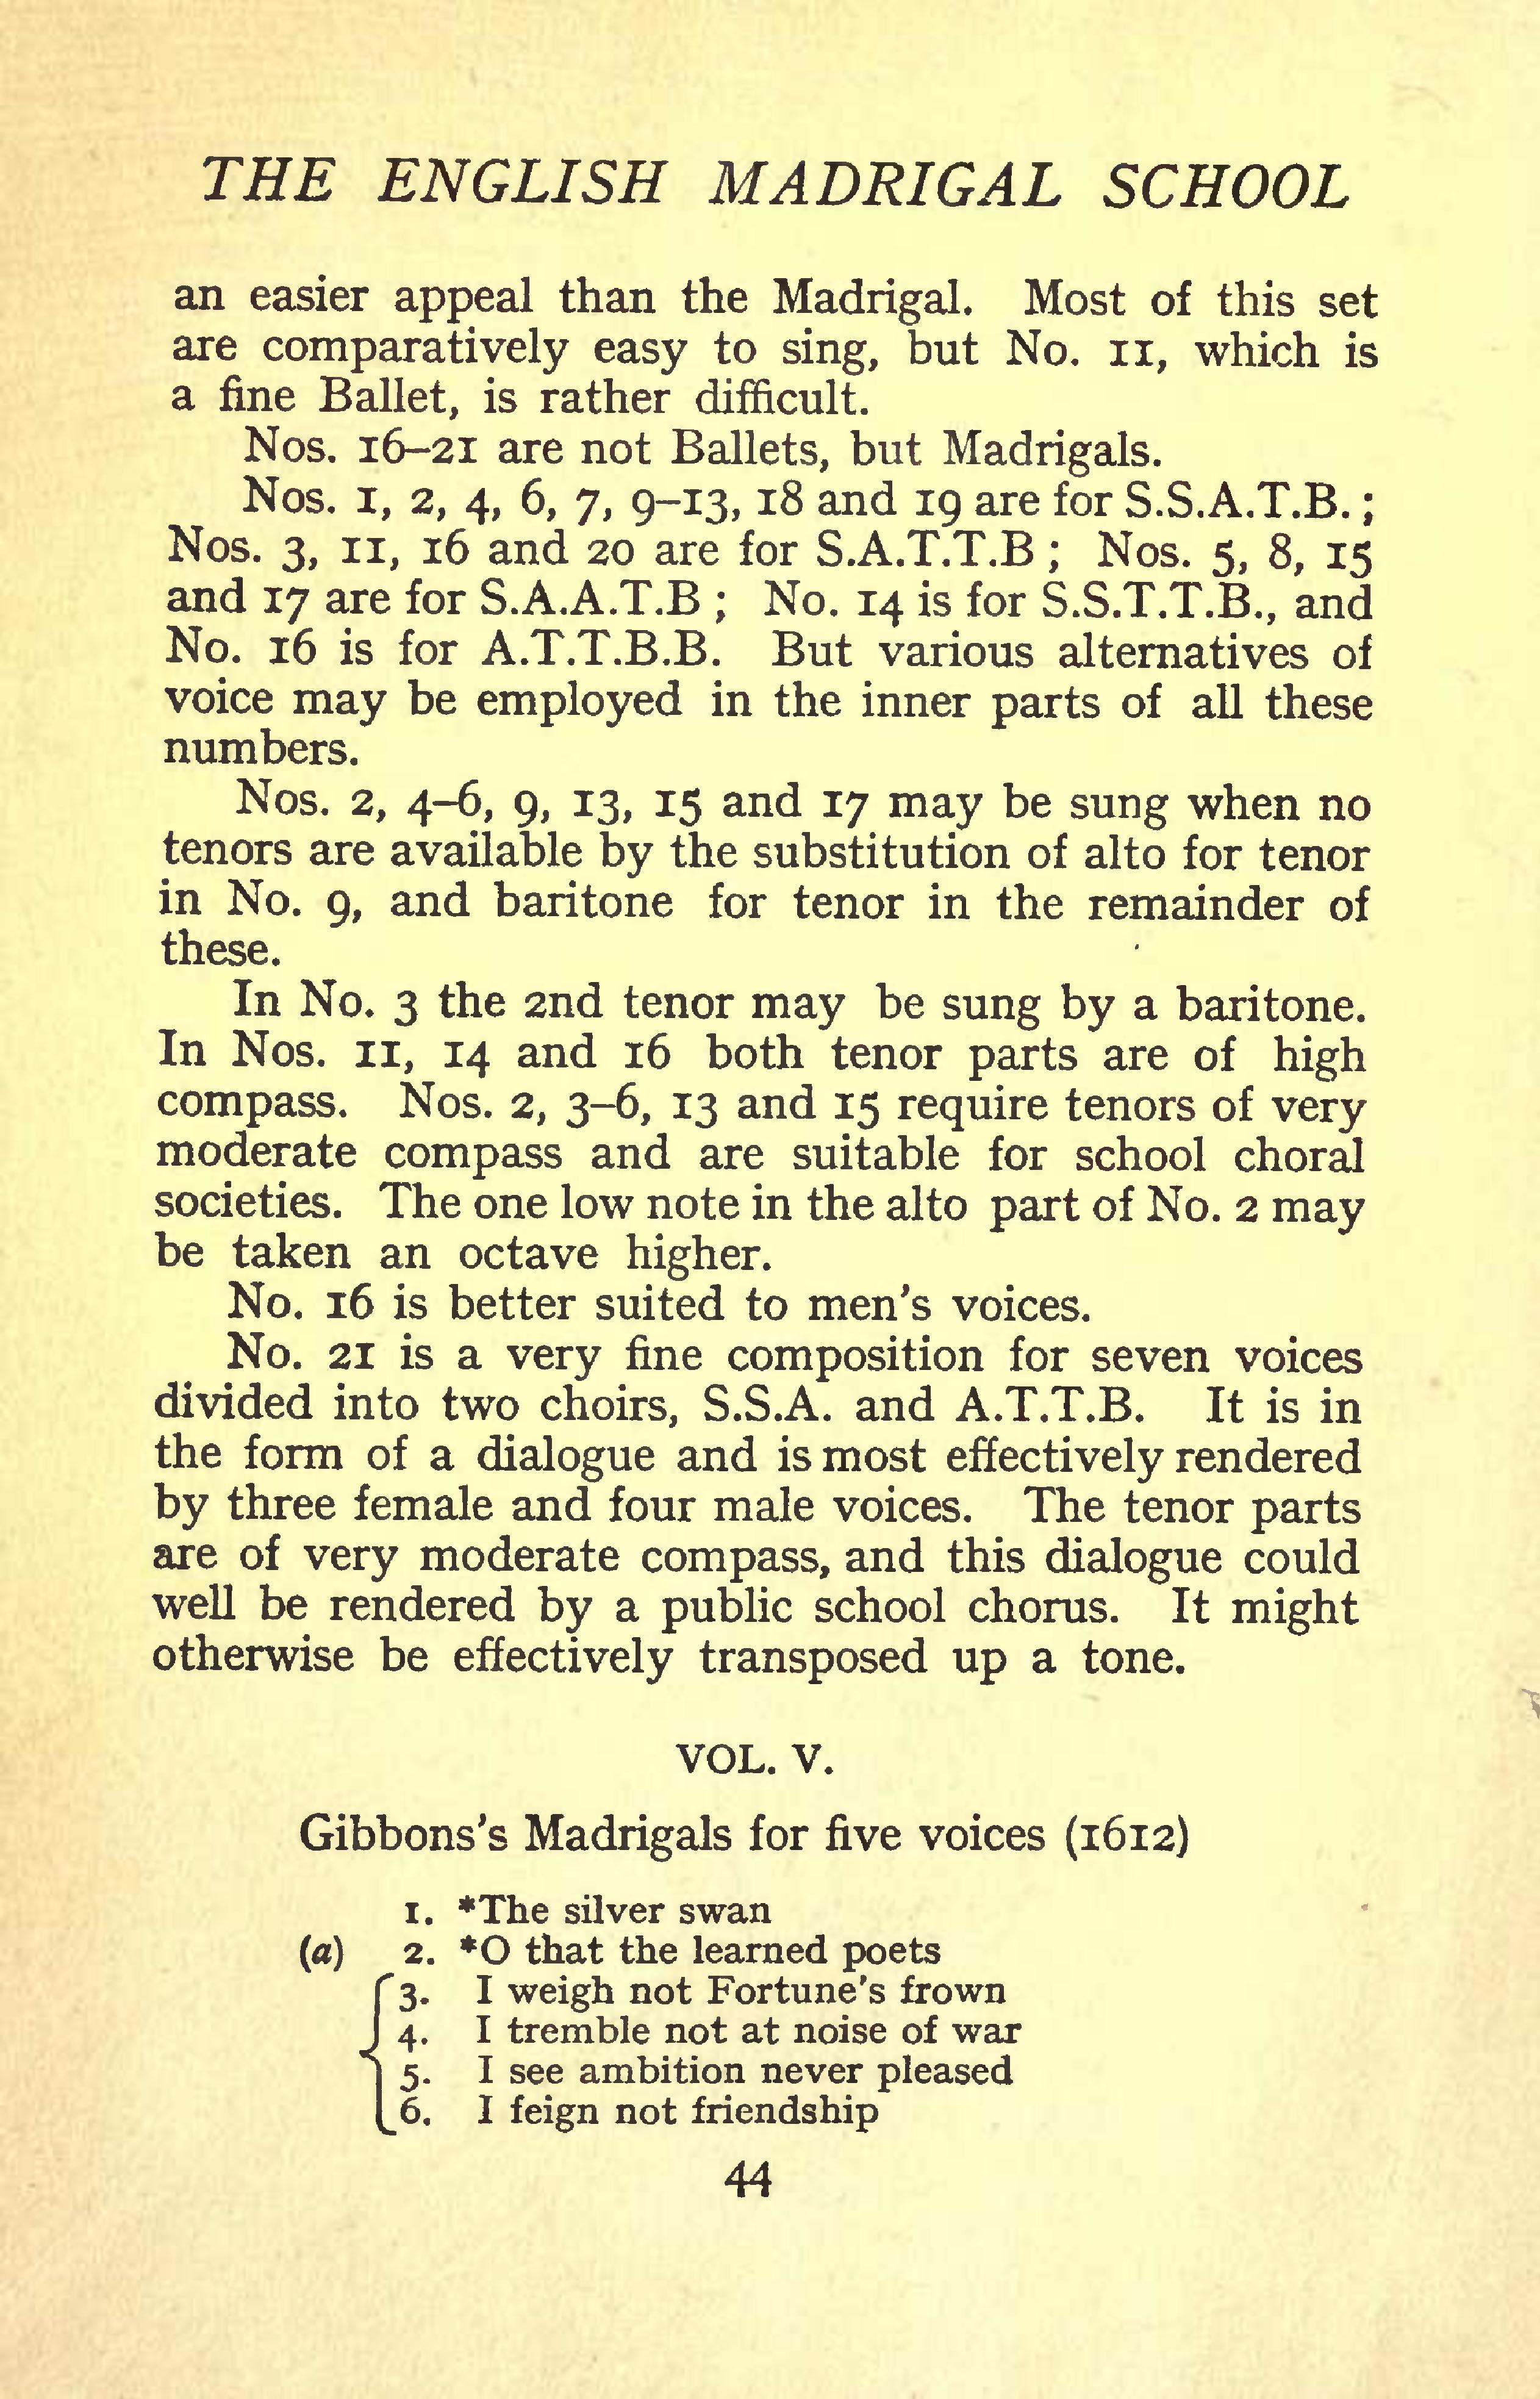 THE ENGLISH MADRIGAL SCHOOL
an easier appeal than the Madrigal. Most of this set
are comparatively easy to sing, but No. 11, which is
a fine Ballet, is rather difficult.
Nos. 16–21 are not Ballets, but Madrigals.
Nos. 1, 2, 4, 6, 7, 9–13, 18 and 19 are for S.S.A.T.B. ;
Nos. 3, 11, 16 and 20 are for S.A.T.T.B ; Nos. 5, 8, 15
and 17 are for S.A.A.T.B ; No. 14 is for S.S.T.T.B., and
No. 16 is for A.T.T.B.B. But various alternatives of
voice may be employed in the inner parts of all these
numbers.
Nos. 2, 4–6, 9, 13, 15 and 17 may be sung when no
tenors are available by the substitution of alto for tenor
in No. 9, and baritone for tenor in the remainder of
these.
In No. 3 the 2nd tenor may be sung by a baritone.
In Nos. 11, 14 and 16 both tenor parts are of high
compass. Nos. 2, 3–6, 13 and 15 require tenors of very
moderate compass and are suitable for school choral
societies. The one low note in the alto part of No. 2 may
be taken an octave higher.
No. 16 is better suited to men's voices.
No. 21 is a very fine composition for seven voices
divided into two choirs, S.S.A. and A.T.T.B. It is in
the form of a dialogue and is most effectively rendered
by three female and four male voices. The tenor parts
are of very moderate compass, and this dialogue could
well be rendered by a public school chorus. It might
otherwise be effectively transposed up a tone.
VOL. V.
Gibbons's Madrigals for five voices (1612)
1. *The silver swan
(a) 2. *O that the learned poets
3. I weigh not Fortune's frown
4. I tremble not at noise of war
5. I see ambition never pleased
6. I feign not friendship
44